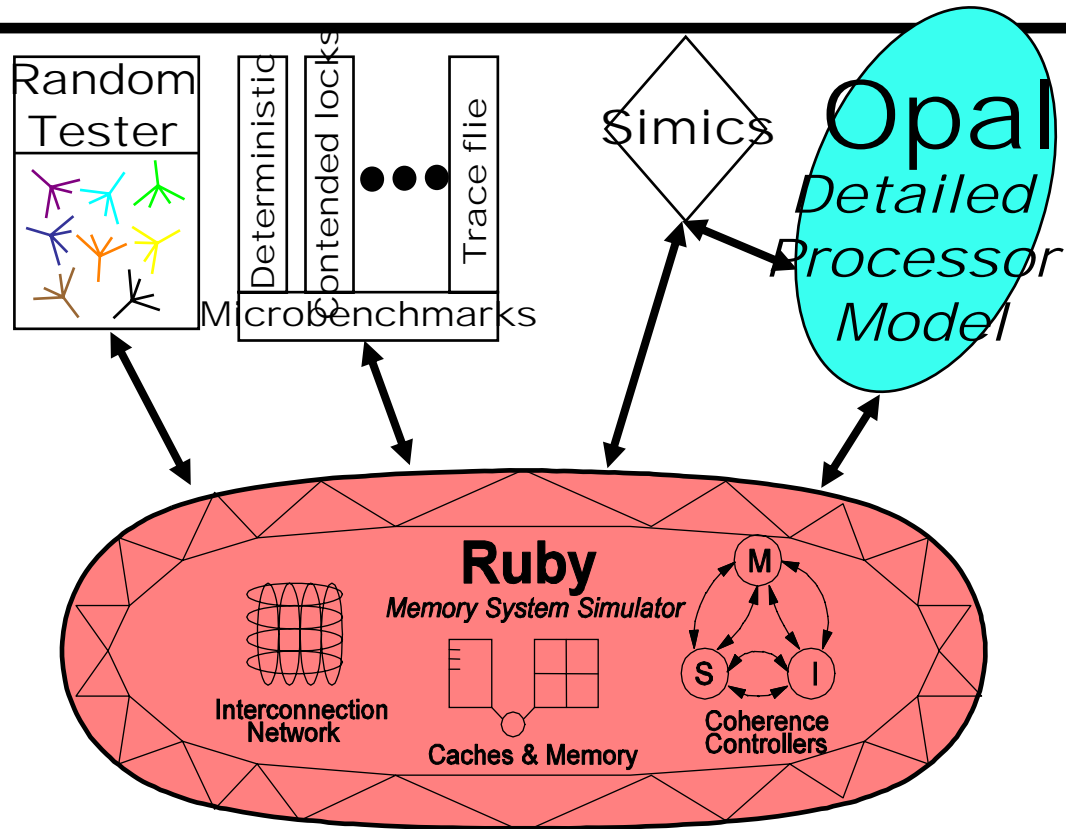 Random
Tester
Deterministic
Contended locks
Trace flie
Microbenchmarks
Simics
Opal
Detailed
Processor
Model
Ruby
Memory System Simulator
Interconnection
Network
Caches & Memory
M
S
I
Coherence
Controllers